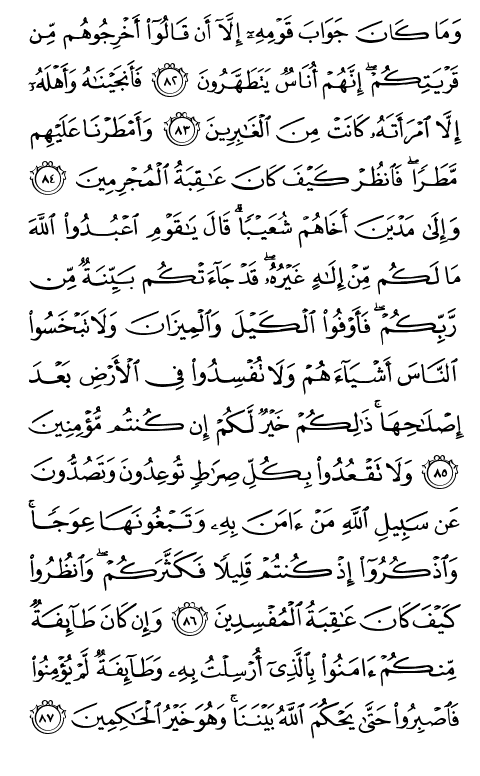 وَمَا كَانَ جَوَابَ قَوْمِهِۦٓ إِلَّآ أَن قَالُوٓا۟ أَخْرِجُوهُم مِّن
قَرْيَتِكُمْ ۖ إِنَّهُمْ أُنَاسٌ يَتَطَهَّرُونَ ٨٢ فَأَنجَيْنَٰهُ وَأَهْلَهُۥٓ
إِلَّا ٱمْرَأَتَهُۥ كَانَتْ مِنَ ٱلْغَٰبِرِينَ ٨٣ وَأَمْطَرْنَا عَلَيْهِم
مَّطَرًا ۖ فَٱنظُرْ كَيْفَ كَانَ عَٰقِبَةُ ٱلْمُجْرِمِينَ ٨٤
وَإِلَىٰ مَدْيَنَ أَخَاهُمْ شُعَيْبًا ۗ قَالَ يَٰقَوْمِ ٱعْبُدُوا۟ ٱللَّهَ
مَا لَكُم مِّنْ إِلَٰهٍ غَيْرُهُۥ ۖ قَدْ جَآءَتْكُم بَيِّنَةٌ مِّن
رَّبِّكُمْ ۖ فَأَوْفُوا۟ ٱلْكَيْلَ وَٱلْمِيزَانَ وَلَا تَبْخَسُوا۟
ٱلنَّاسَ أَشْيَآءَهُمْ وَلَا تُفْسِدُوا۟ فِى ٱلْأَرْضِ بَعْدَ
إِصْلَٰحِهَا ۚ ذَٰلِكُمْ خَيْرٌ لَّكُمْ إِن كُنتُم مُّؤْمِنِينَ
٨٥ وَلَا تَقْعُدُوا۟ بِكُلِّ صِرَٰطٍ تُوعِدُونَ وَتَصُدُّونَ
عَن سَبِيلِ ٱللَّهِ مَنْ ءَامَنَ بِهِۦ وَتَبْغُونَهَا عِوَجًا ۚ
وَٱذْكُرُوٓا۟ إِذْ كُنتُمْ قَلِيلًا فَكَثَّرَكُمْ ۖ وَٱنظُرُوا۟
كَيْفَ كَانَ عَٰقِبَةُ ٱلْمُفْسِدِينَ ٨٦ وَإِن كَانَ طَآئِفَةٌ
مِّنكُمْ ءَامَنُوا۟ بِٱلَّذِىٓ أُرْسِلْتُ بِهِۦ وَطَآئِفَةٌ لَّمْ يُؤْمِنُوا۟
فَٱصْبِرُوا۟ حَتَّىٰ يَحْكُمَ ٱللَّهُ بَيْنَنَا ۚ وَهُوَ خَيْرُ ٱلْحَٰكِمِينَ ٨٧